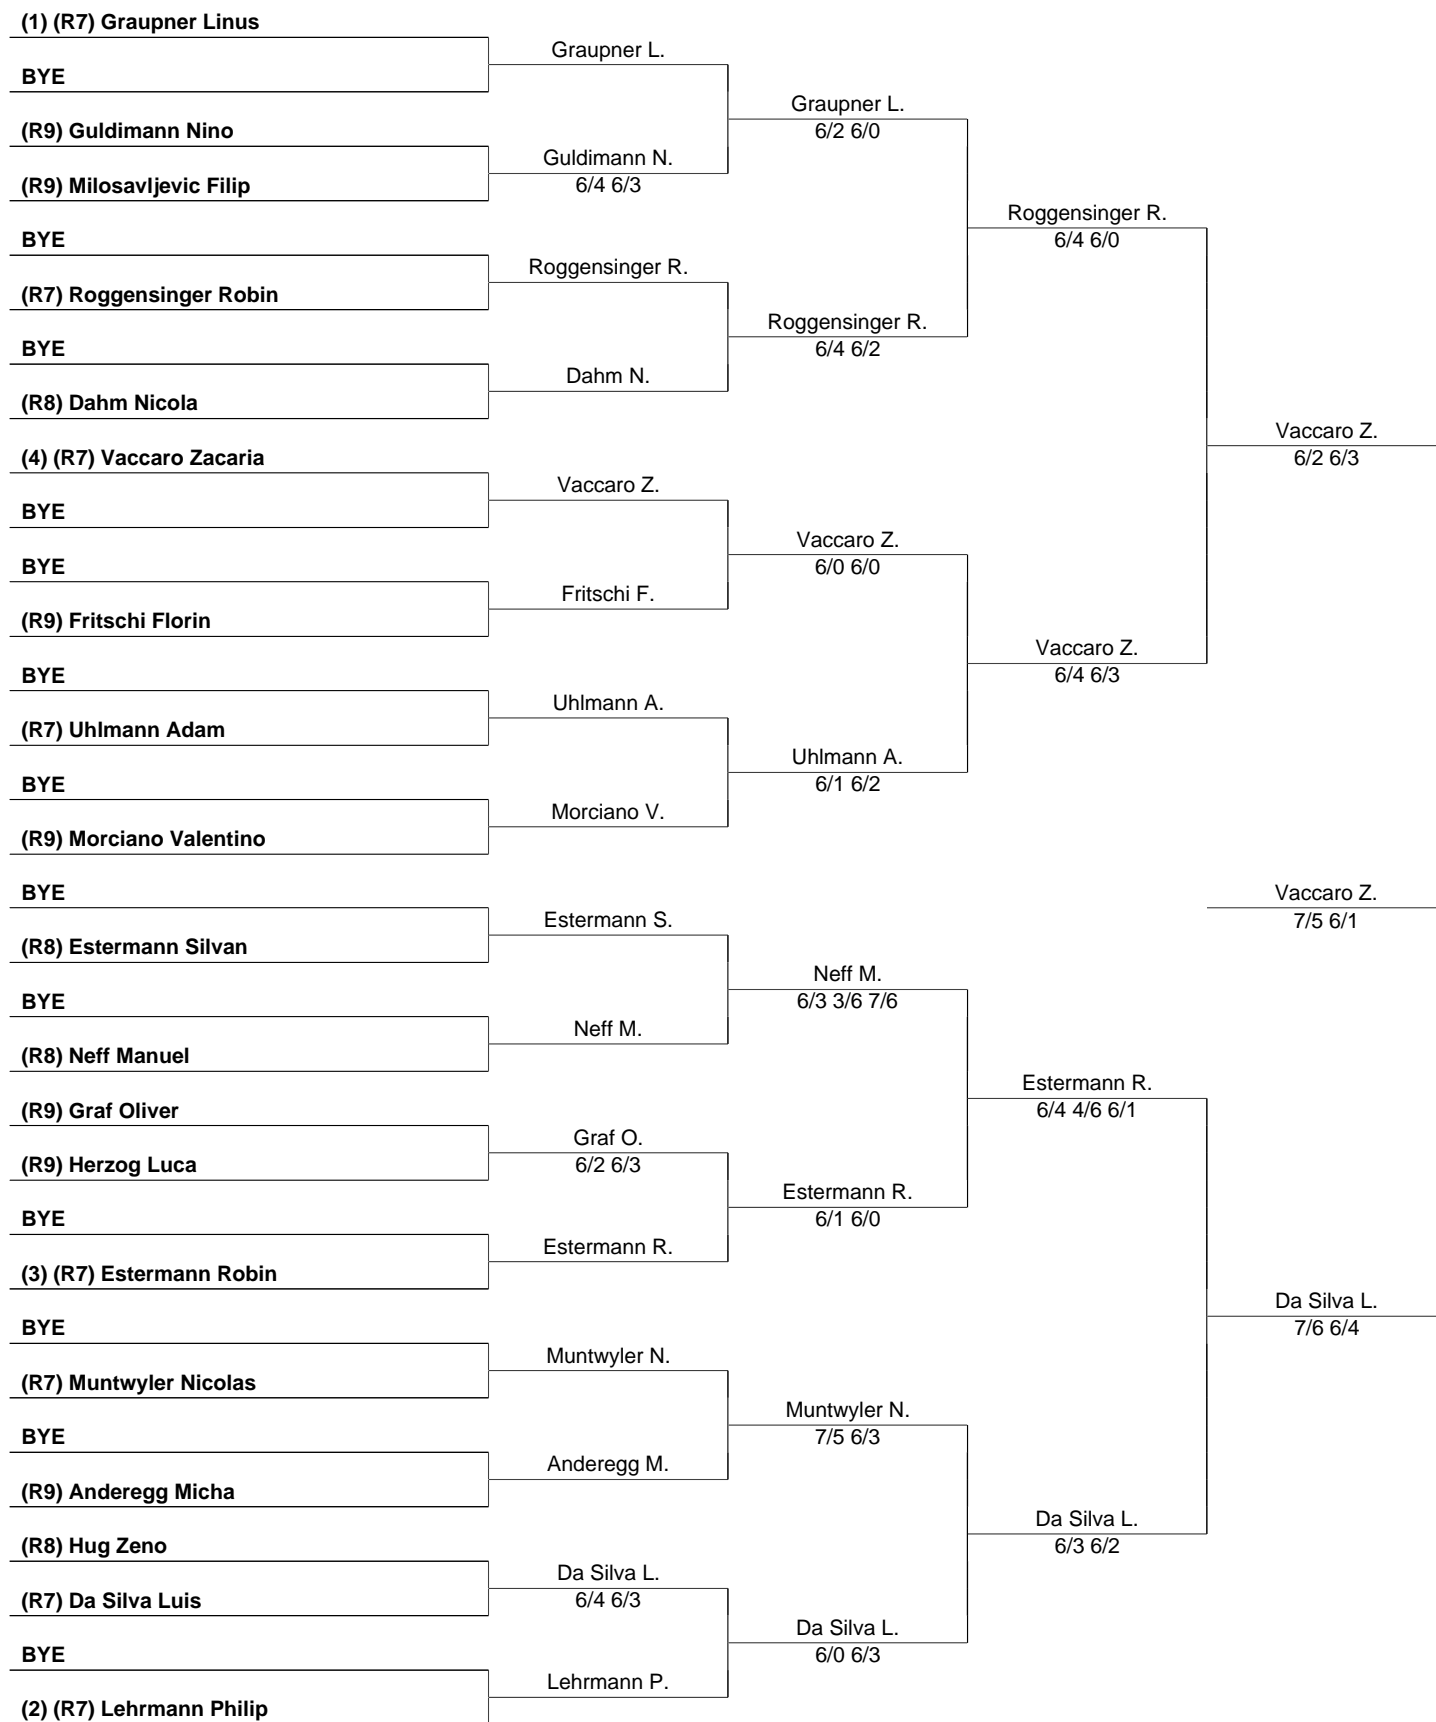 (1) (R7) Graupner Linus
BYE
(R9) Guldimann Nino
(R9) Milosavljevic Filip
BYE
(R7) Roggensinger Robin
BYE
(R8) Dahm Nicola
(4) (R7) Vaccaro Zacaria
BYE
BYE
(R9) Fritschi Florin
BYE
(R7) Uhlmann Adam
BYE
(R9) Morciano Valentino
BYE
(R8) Estermann Silvan
BYE
(R8) Neff Manuel
(R9) Graf Oliver
(R9) Herzog Luca
BYE
(3) (R7) Estermann Robin
BYE
(R7) Muntwyler Nicolas
BYE
(R9) Anderegg Micha
(R8) Hug Zeno
(R7) Da Silva Luis
BYE
(2) (R7) Lehrmann Philip
Graupner L.
Guldimann N.
6/4 6/3
Roggensinger R.
Dahm N.
Vaccaro Z.
Fritschi F.
Uhlmann A.
Morciano V.
Estermann S.
Neff M.
Graf O.
6/2 6/3
Estermann R.
Muntwyler N.
Anderegg M.
Da Silva L.
6/4 6/3
Lehrmann P.
Graupner L.
6/2 6/0
Roggensinger R.
6/4 6/2
Vaccaro Z.
6/0 6/0
Uhlmann A.
6/1 6/2
Neff M.
6/3 3/6 7/6
Estermann R.
6/1 6/0
Muntwyler N.
7/5 6/3
Da Silva L.
6/0 6/3
Roggensinger R.
6/4 6/0
Vaccaro Z.
6/4 6/3
Estermann R.
6/4 4/6 6/1
Da Silva L.
6/3 6/2
Vaccaro Z.
6/2 6/3
Vaccaro Z.
7/5 6/1
Da Silva L.
7/6 6/4